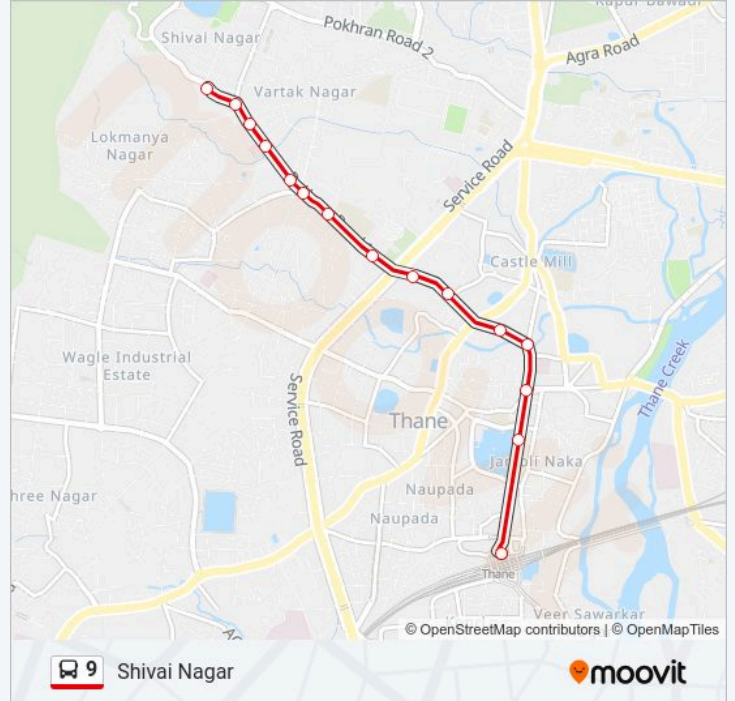 Kapur Bawadi
Shivai Nagar
Pokhran Road 2
Agra Road
Vartak Nagar
Lokmanya
Nagar
Service Road
Castle Mill
Wagle Industrial
Estate
Service Road
Thane Creek
Thane
Jambli Naka
hree Nagar
Naupada
Naupada
Thane
Veer Sawarkar
© OpenStreetMap contributors | © OpenMapTiles
9 Shivai Nagar
moovit